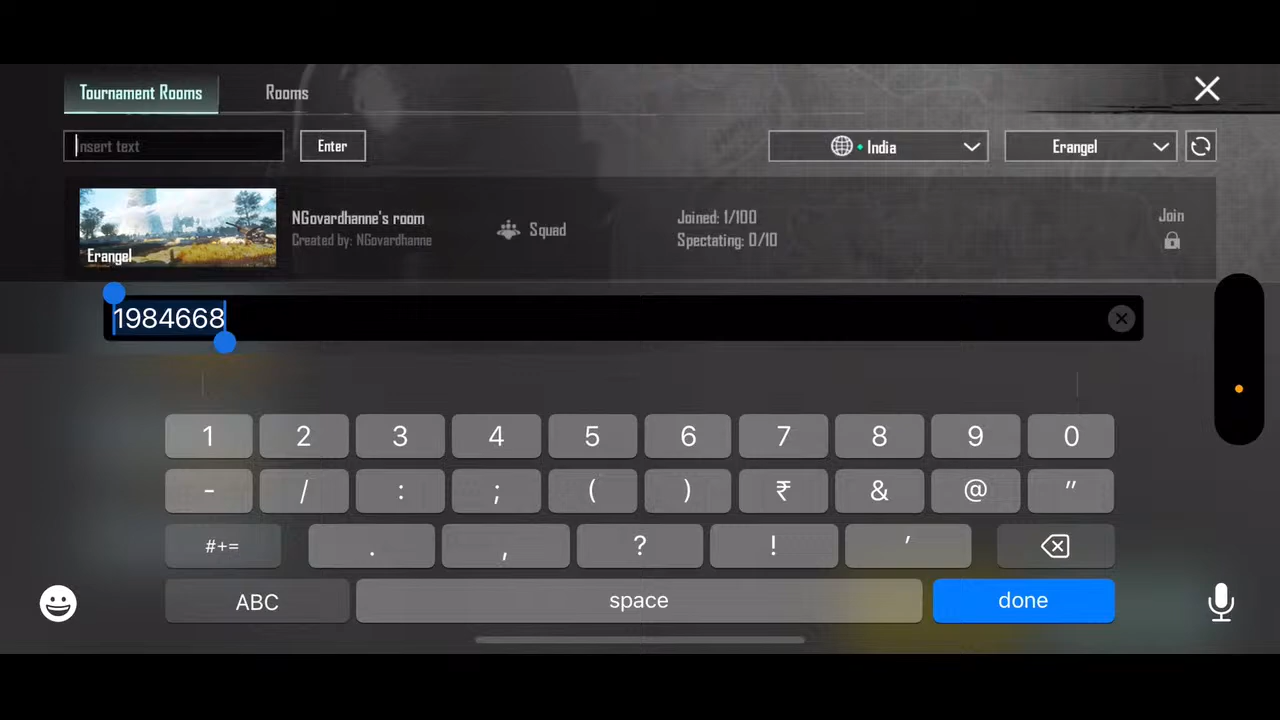 Tournament Rooms
Rooms
Insert text
Enter
India
Erangel
Erangel
NGovardhanne's room
Created by: NGovardhanne
Squad
Joined: 1/100
Spectating: 0/10
Join
1984668
1 2 3 4 5 6 7 8 9 0
- / : ; ( ) ₹ & @ "
#+= . , ? ! '
ABC space done